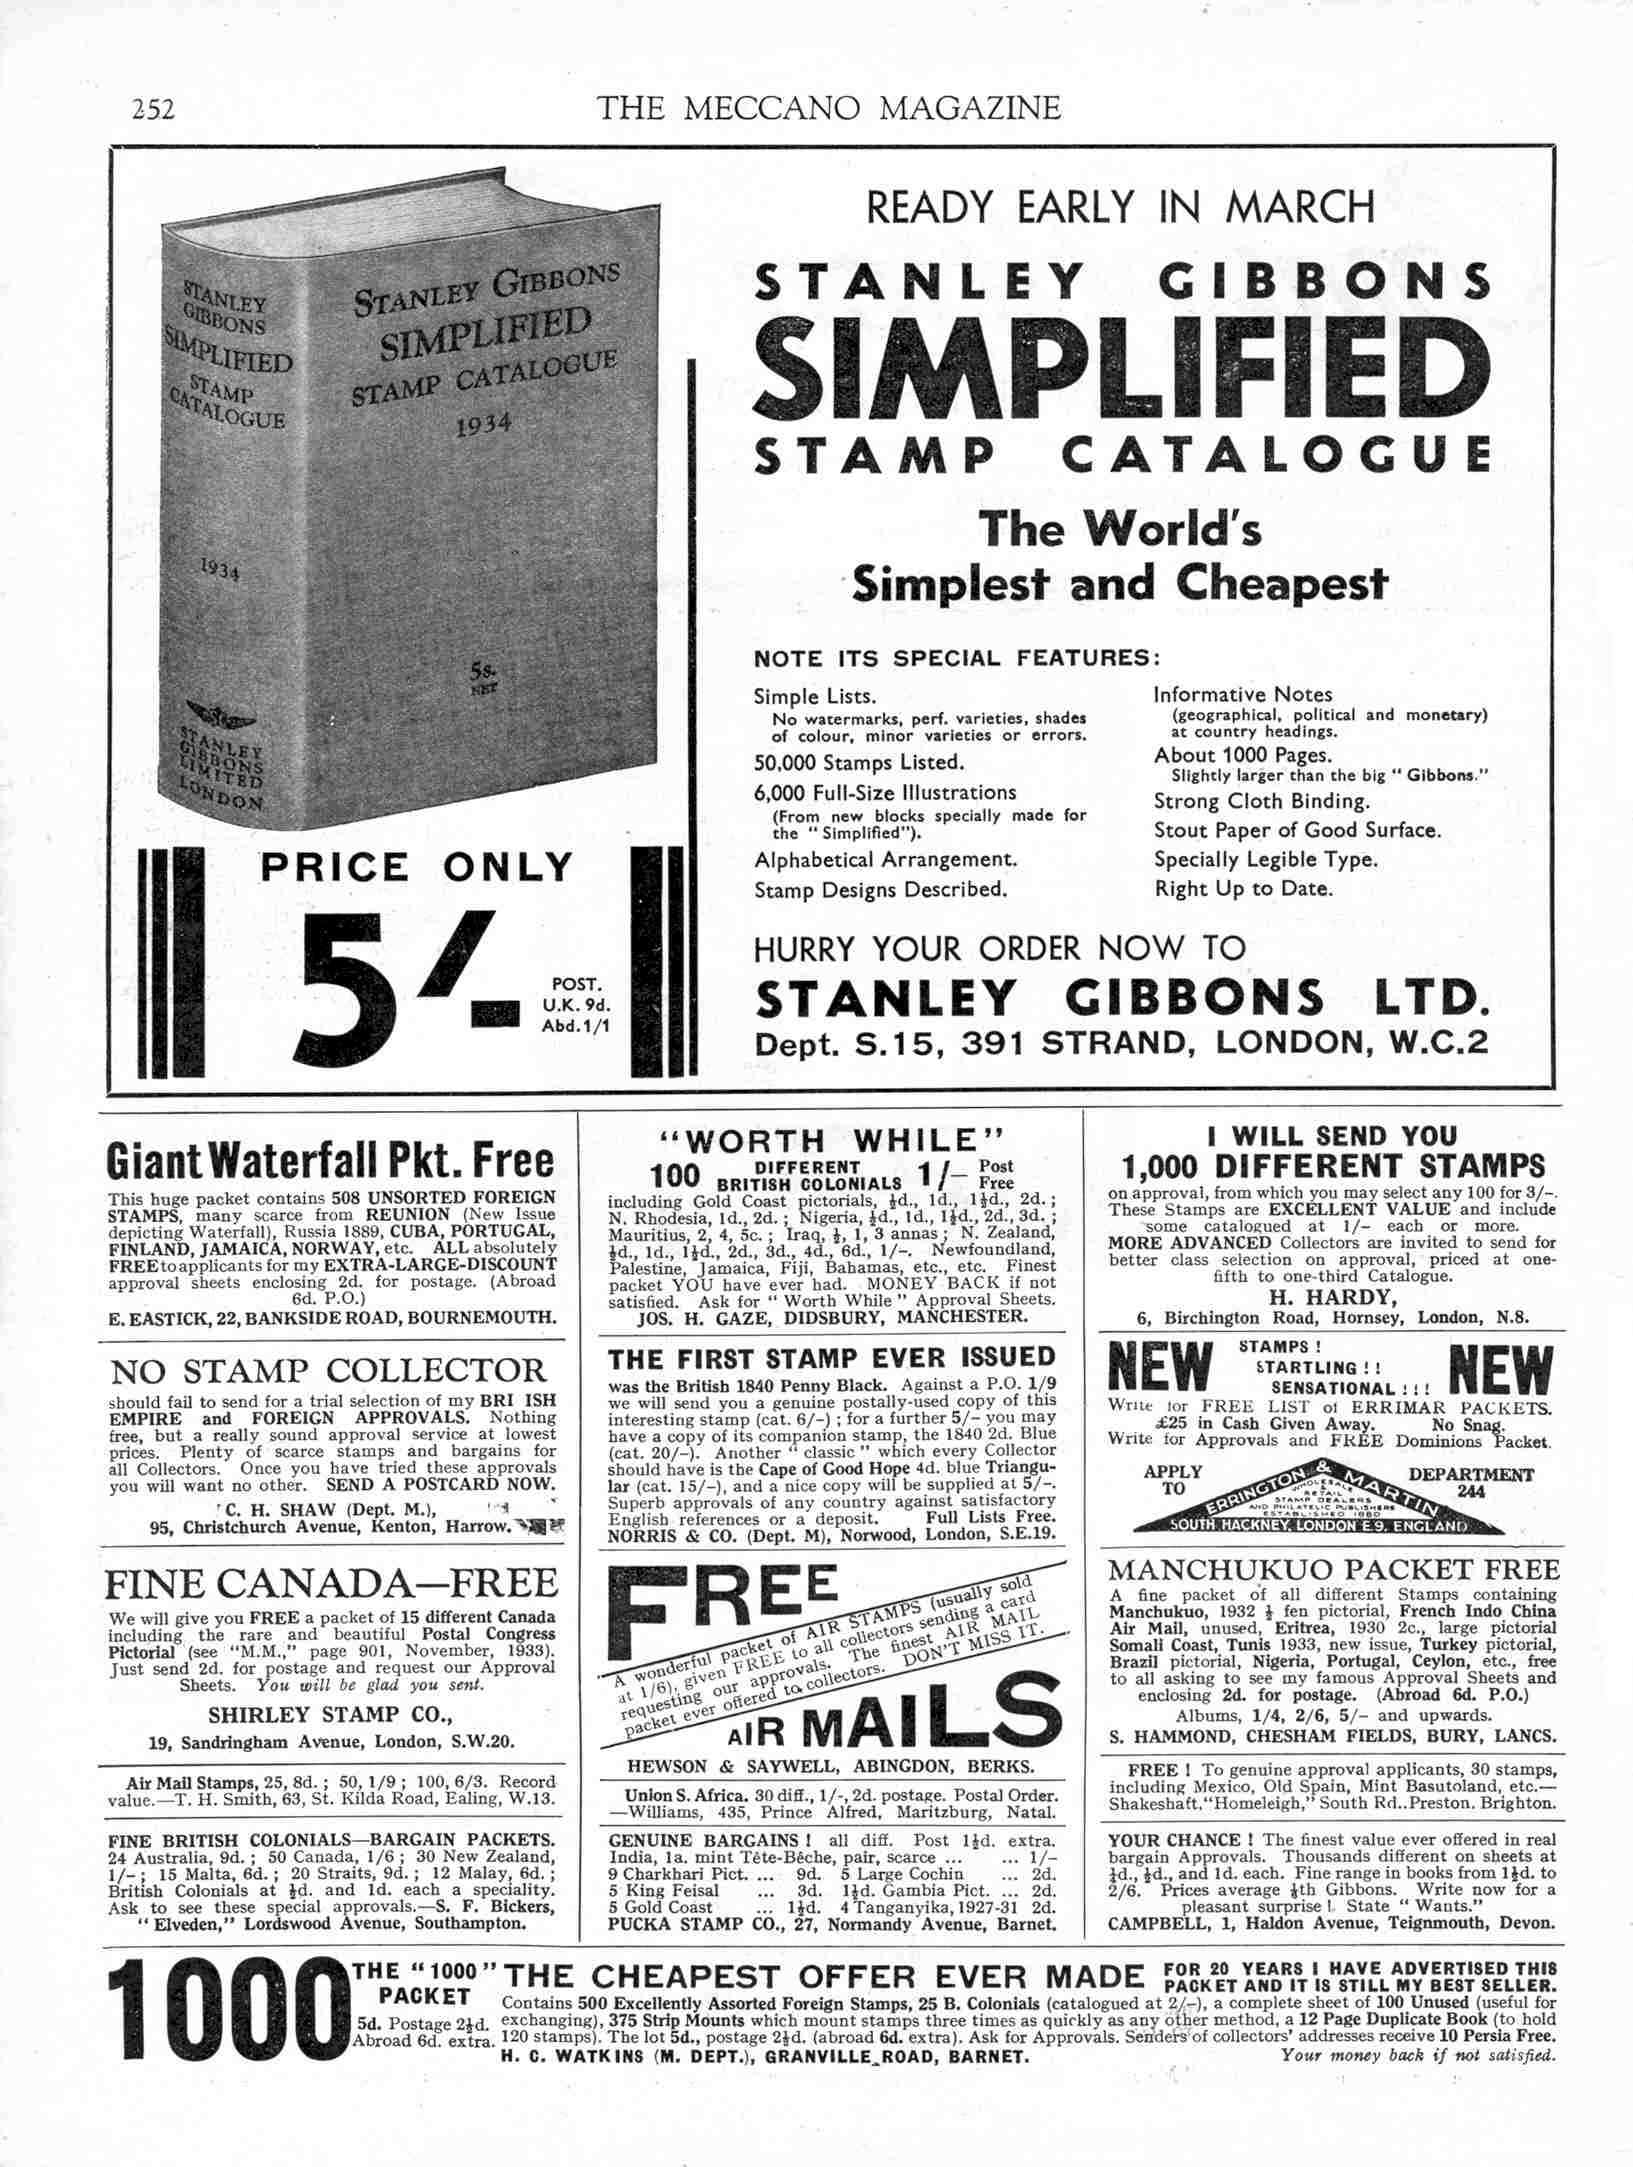 252
THE MECCANO MAGAZINE
STANLEY
GIBBONS
SIMPLIFIED
STAMP
CATALOGUE
1934
STANLEY
GIBBONS
LIMITED
LONDON
STANLEY GIBBONS
SIMPLIFIED
STAMP CATALOGUE
1934
5s.
NET
PRICE ONLY
5/-
POST.
U.K. 9d.
Abd. 1/1
READY EARLY IN MARCH
STANLEY GIBBONS
SIMPLIFIED
STAMP CATALOGUE
The World's
Simplest and Cheapest
NOTE ITS SPECIAL FEATURES:
Simple Lists.
No watermarks, perf. varieties, shades
of colour, minor varieties or errors.
50,000 Stamps Listed.
6,000 Full-Size Illustrations
(From new blocks specially made for
the "Simplified").
Alphabetical Arrangement.
Stamp Designs Described.
Informative Notes
(geographical, political and monetary)
at country headings.
About 1000 Pages.
Slightly larger than the big "Gibbons."
Strong Cloth Binding.
Stout Paper of Good Surface.
Specially Legible Type.
Right Up to Date.
HURRY YOUR ORDER NOW TO
STANLEY GIBBONS LTD.
Dept. S.15, 391 STRAND, LONDON, W.C.2
Giant Waterfall Pkt. Free
This huge packet contains 508 UNSORTED FOREIGN
STAMPS, many scarce from REUNION (New Issue
depicting Waterfall), Russia 1889, CUBA, PORTUGAL,
FINLAND, JAMAICA, NORWAY, etc. ALL absolutely
FREE to applicants for my EXTRA-LARGE-DISCOUNT
approval sheets enclosing 2d. for postage. (Abroad
6d. P.O.)
E. EASTICK, 22, BANKSIDE ROAD, BOURNEMOUTH.
NO STAMP COLLECTOR
should fail to send for a trial selection of my BRI ISH
EMPIRE and FOREIGN APPROVALS. Nothing
free, but a really sound approval service at lowest
prices. Plenty of scarce stamps and bargains for
all Collectors. Once you have tried these approvals
you will want no other. SEND A POSTCARD NOW.
C. H. SHAW (Dept. M.),
95, Christchurch Avenue, Kenton, Harrow.
FINE CANADA—FREE
We will give you FREE a packet of 15 different Canada
including the rare and beautiful Postal Congress
Pictorial (see "M.M.," page 901, November, 1933).
Just send 2d. for postage and request our Approval
Sheets. You will be glad you sent.
SHIRLEY STAMP CO.,
19, Sandringham Avenue, London, S.W.20.
Air Mail Stamps, 25, 8d.; 50, 1/9; 100, 6/3. Record
value.—T. H. Smith, 63, St. Kilda Road, Ealing, W.13.
FINE BRITISH COLONIALS—BARGAIN PACKETS.
24 Australia, 9d.; 50 Canada, 1/6; 30 New Zealand,
1/-; 15 Malta, 6d.; 20 Straits, 9d.; 12 Malay, 6d.;
British Colonials at ½d. and 1d. each a speciality.
Ask to see these special approvals.—S. F. Bickers,
"Elveden," Lordswood Avenue, Southampton.
"WORTH WHILE"
100 DIFFERENT BRITISH COLONIALS 1/- Post Free
including Gold Coast pictorials, ½d., 1d., 1½d., 2d.;
N. Rhodesia, 1d., 2d.; Nigeria, ½d., 1d., 1½d., 2d., 3d.;
Mauritius, 2, 4, 5c.; Iraq, ½, 1, 3 annas; N. Zealand,
½d., 1d., 1½d., 2d., 3d., 4d., 6d., 1/-. Newfoundland,
Palestine, Jamaica, Fiji, Bahamas, etc., etc. Finest
packet YOU have ever had. MONEY BACK if not
satisfied. Ask for "Worth While" Approval Sheets.
JOS. H. GAZE, DIDSBURY, MANCHESTER.
THE FIRST STAMP EVER ISSUED
was the British 1840 Penny Black. Against a P.O. 1/9
we will send you a genuine postally-used copy of this
interesting stamp (cat. 6/-); for a further 5/- you may
have a copy of its companion stamp, the 1840 2d. Blue
(cat. 20/-). Another "classic" which every Collector
should have is the Cape of Good Hope 4d. blue Triangu-
lar (cat. 15/-), and a nice copy will be supplied at 5/-.
Superb approvals of any country against satisfactory
English references or a deposit. Full Lists Free.
NORRIS & CO. (Dept. M), Norwood, London, S.E.19.
FREE
A wonderful packet of AIR STAMPS (usually sold
at 1/6), given FREE to all collectors sending a card
requesting our approvals. The finest AIR MAIL
packet ever offered to collectors. DON'T MISS IT.
AIR MAILS
HEWSON & SAYWELL, ABINGDON, BERKS.
Union S. Africa. 30 diff., 1/-, 2d. postage. Postal Order.
—Williams, 435, Prince Alfred, Maritzburg, Natal.
GENUINE BARGAINS! all diff. Post 1½d. extra.
India, 1a. mint Tête-Bêche, pair, scarce ... ... 1/-
9 Charkhari Pict. ... 9d. 5 Large Cochin ... 2d.
5 King Feisal ... 3d. 1½d. Gambia Pict. ... 2d.
5 Gold Coast ... 1½d. 4 Tanganyika, 1927-31 2d.
PUCKA STAMP CO., 27, Normandy Avenue, Barnet.
I WILL SEND YOU
1,000 DIFFERENT STAMPS
on approval, from which you may select any 100 for 3/-.
These Stamps are EXCELLENT VALUE and include
some catalogued at 1/- each or more.
MORE ADVANCED Collectors are invited to send for
better class selection on approval, priced at one-
fifth to one-third Catalogue.
H. HARDY,
6, Birchington Road, Hornsey, London, N.8.
NEW STAMPS! STARTLING!! SENSATIONAL!!! NEW
Write for FREE LIST of ERRIMAR PACKETS.
£25 in Cash Given Away. No Snag.
Write for Approvals and FREE Dominions Packet.
APPLY TO
ERRINGTON & MARTIN
WHOLESALE
& RETAIL
STAMP DEALERS
AND PHILATELIC PUBLISHERS
ESTABLISHED 1880
SOUTH HACKNEY, LONDON E.9. ENGLAND
DEPARTMENT 244
MANCHUKUO PACKET FREE
A fine packet of all different Stamps containing
Manchukuo, 1932 ½ fen pictorial, French Indo China
Air Mail, unused, Eritrea, 1930 2c., large pictorial
Somali Coast, Tunis 1933, new issue, Turkey pictorial,
Brazil pictorial, Nigeria, Portugal, Ceylon, etc., free
to all asking to see my famous Approval Sheets and
enclosing 2d. for postage. (Abroad 6d. P.O.)
Albums, 1/4, 2/6, 5/- and upwards.
S. HAMMOND, CHESHAM FIELDS, BURY, LANCS.
FREE! To genuine approval applicants, 30 stamps,
including Mexico, Old Spain, Mint Basutoland, etc.—
Shakeshaft, "Homeleigh," South Rd., Preston, Brighton.
YOUR CHANCE! The finest value ever offered in real
bargain Approvals. Thousands different on sheets at
¼d., ½d., and 1d. each. Fine range in books from 1½d. to
2/6. Prices average Gibbons. Write now for a
pleasant surprise! State "Wants."
CAMPBELL, 1, Haldon Avenue, Teignmouth, Devon.
1000
THE "1000"
PACKET
5d. Postage 2½d.
Abroad 6d. extra.
THE CHEAPEST OFFER EVER MADE
FOR 20 YEARS I HAVE ADVERTISED THIS
PACKET AND IT IS STILL MY BEST SELLER.
Contains 500 Excellently Assorted Foreign Stamps, 25 B. Colonials (catalogued at 2/-), a complete sheet of 100 Unused (useful for
exchanging), 375 Strip Mounts which mount stamps three times as quickly as any other method, a 12 Page Duplicate Book (to hold
120 stamps). The lot 5d., postage 2½d. (abroad 6d. extra). Ask for Approvals. Senders of collectors' addresses receive 10 Persia Free.
H. C. WATKINS (M. DEPT.), GRANVILLE ROAD, BARNET.
Your money back if not satisfied.